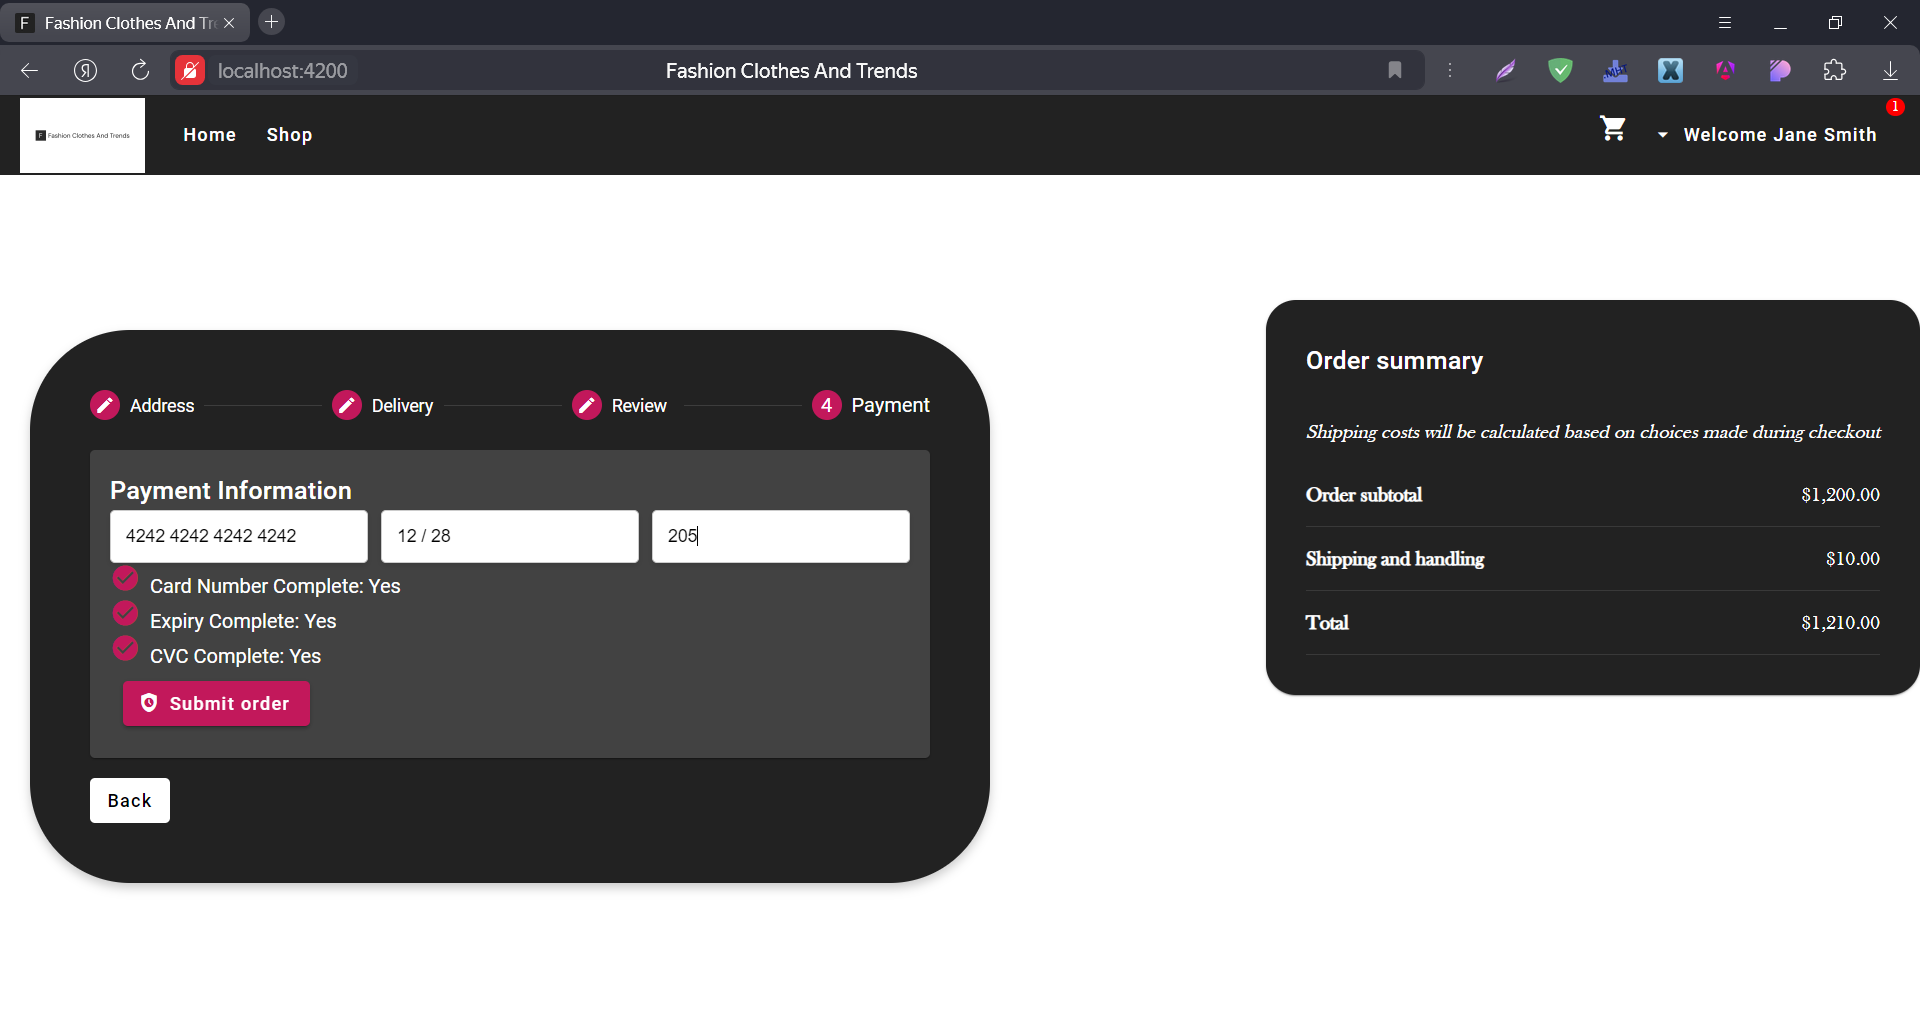 F Fashion Clothes And Tr
localhost:4200
Fashion Clothes And Trends
F Fashion Clothes And Trends
Home
Shop
1
Welcome Jane Smith
Address
Delivery
Review
4 Payment
Payment Information
4242 4242 4242 4242
12 / 28
205
Card Number Complete: Yes
Expiry Complete: Yes
CVC Complete: Yes
Submit order
Back
Order summary
Shipping costs will be calculated based on choices made during checkout
Order subtotal $1,200.00
Shipping and handling $10.00
Total $1,210.00